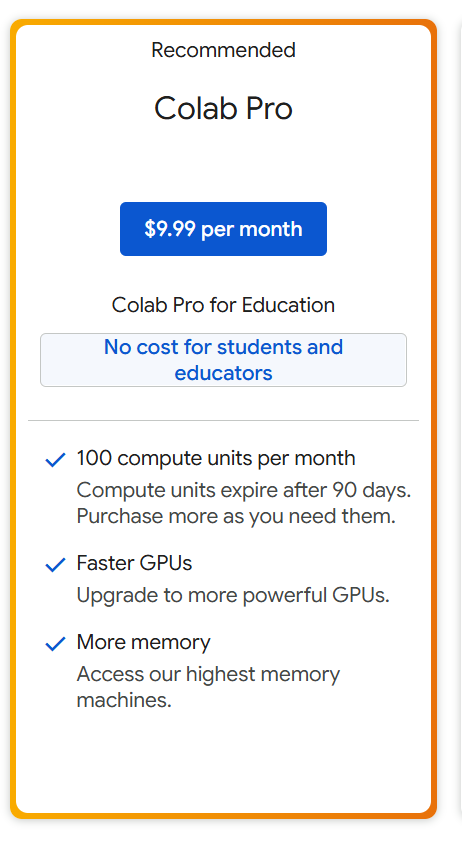 Recommended
Colab Pro
$9.99 per month
Colab Pro for Education
No cost for students and
educators
100 compute units per month
Compute units expire after 90 days.
Purchase more as you need them.
Faster GPUs
Upgrade to more powerful GPUs.
More memory
Access our highest memory
machines.